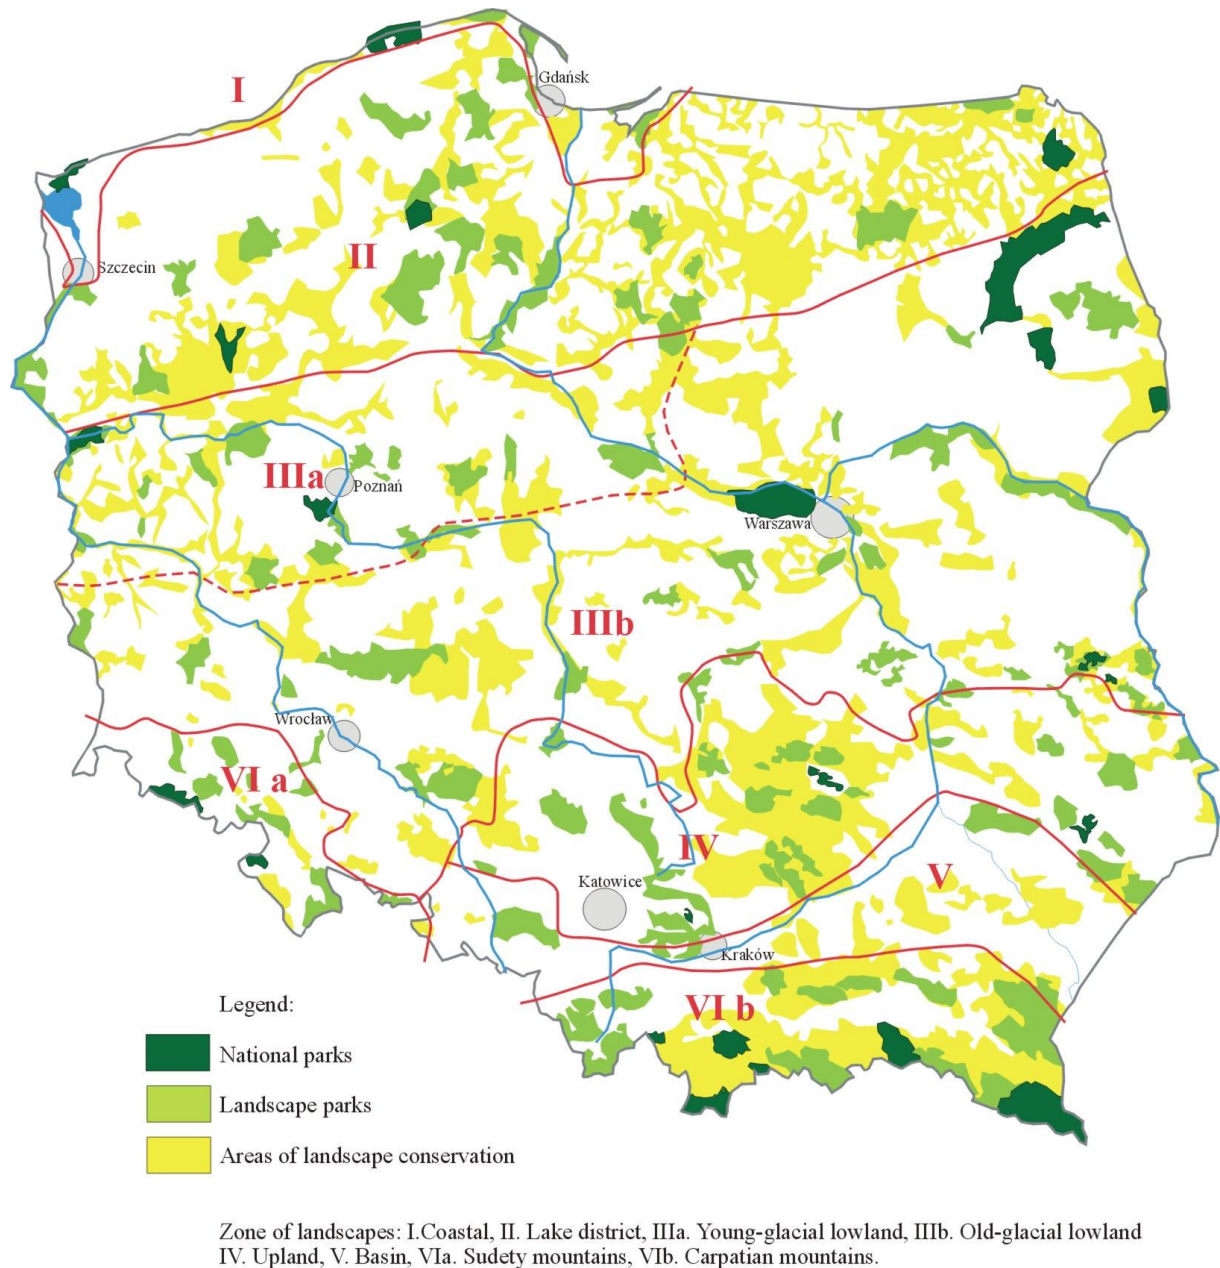 Gdańsk
I
II
Szczecin
IIIa
Poznań
Warszawa
IIIb
Wrocław
VI a
IV
V
Katowice
Kraków
VI b
Legend:
National parks
Landscape parks
Areas of landscape conservation
Zone of landscapes: I.Coastal, II. Lake district, IIIa. Young-glacial lowland, IIIb. Old-glacial lowland
IV. Upland, V. Basin, VIa. Sudety mountains, VIb. Carpatian mountains.